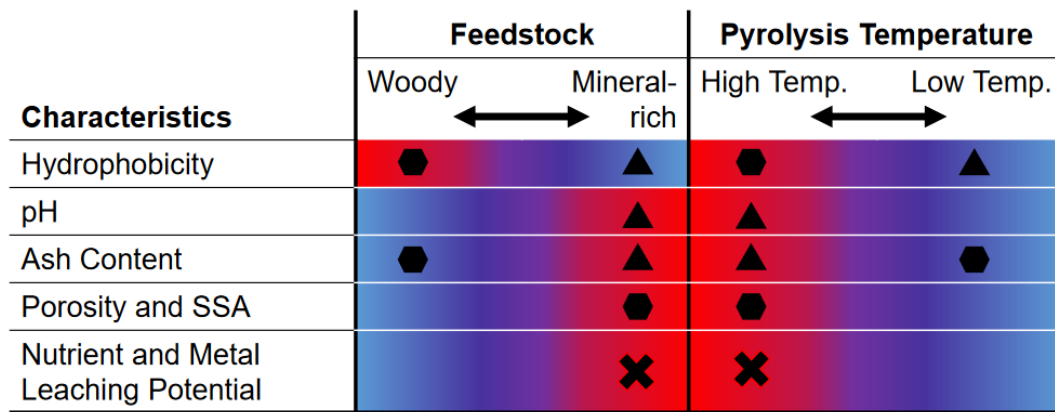 Feedstock
Pyrolysis Temperature
Characteristics
Woody
Mineral-
rich
High Temp.
Low Temp.
Hydrophobicity
pH
Ash Content
Porosity and SSA
Nutrient and Metal
Leaching Potential